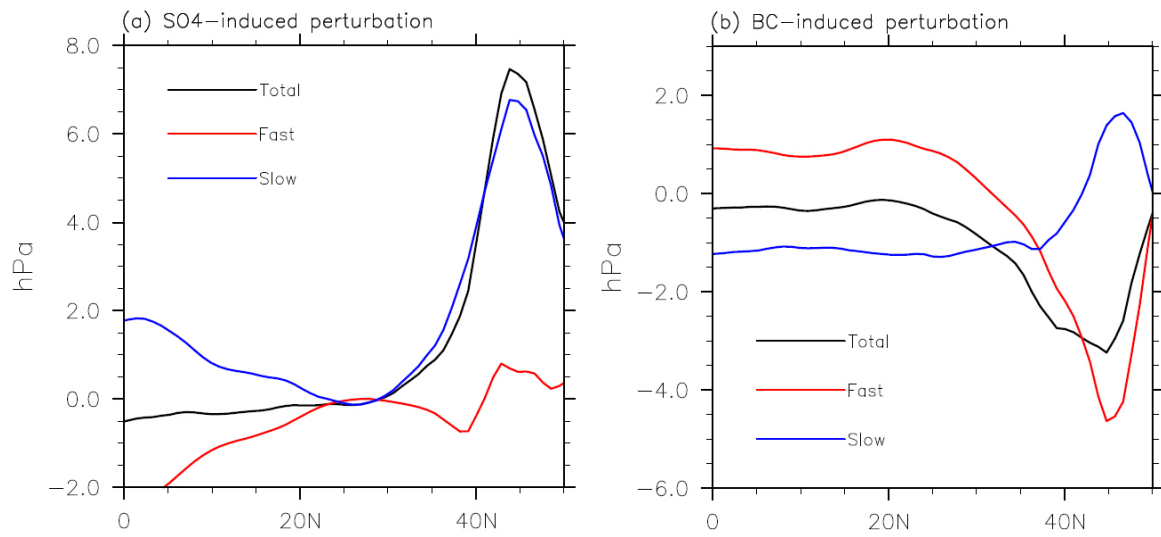 (a) SO4-induced perturbation
8.0
6.0
4.0
2.0
0.0
-2.0
hPa
Total
Fast
Slow
0
20N
40N
(b) BC-induced perturbation
2.0
0.0
-2.0
-4.0
-6.0
hPa
Total
Fast
Slow
0
20N
40N